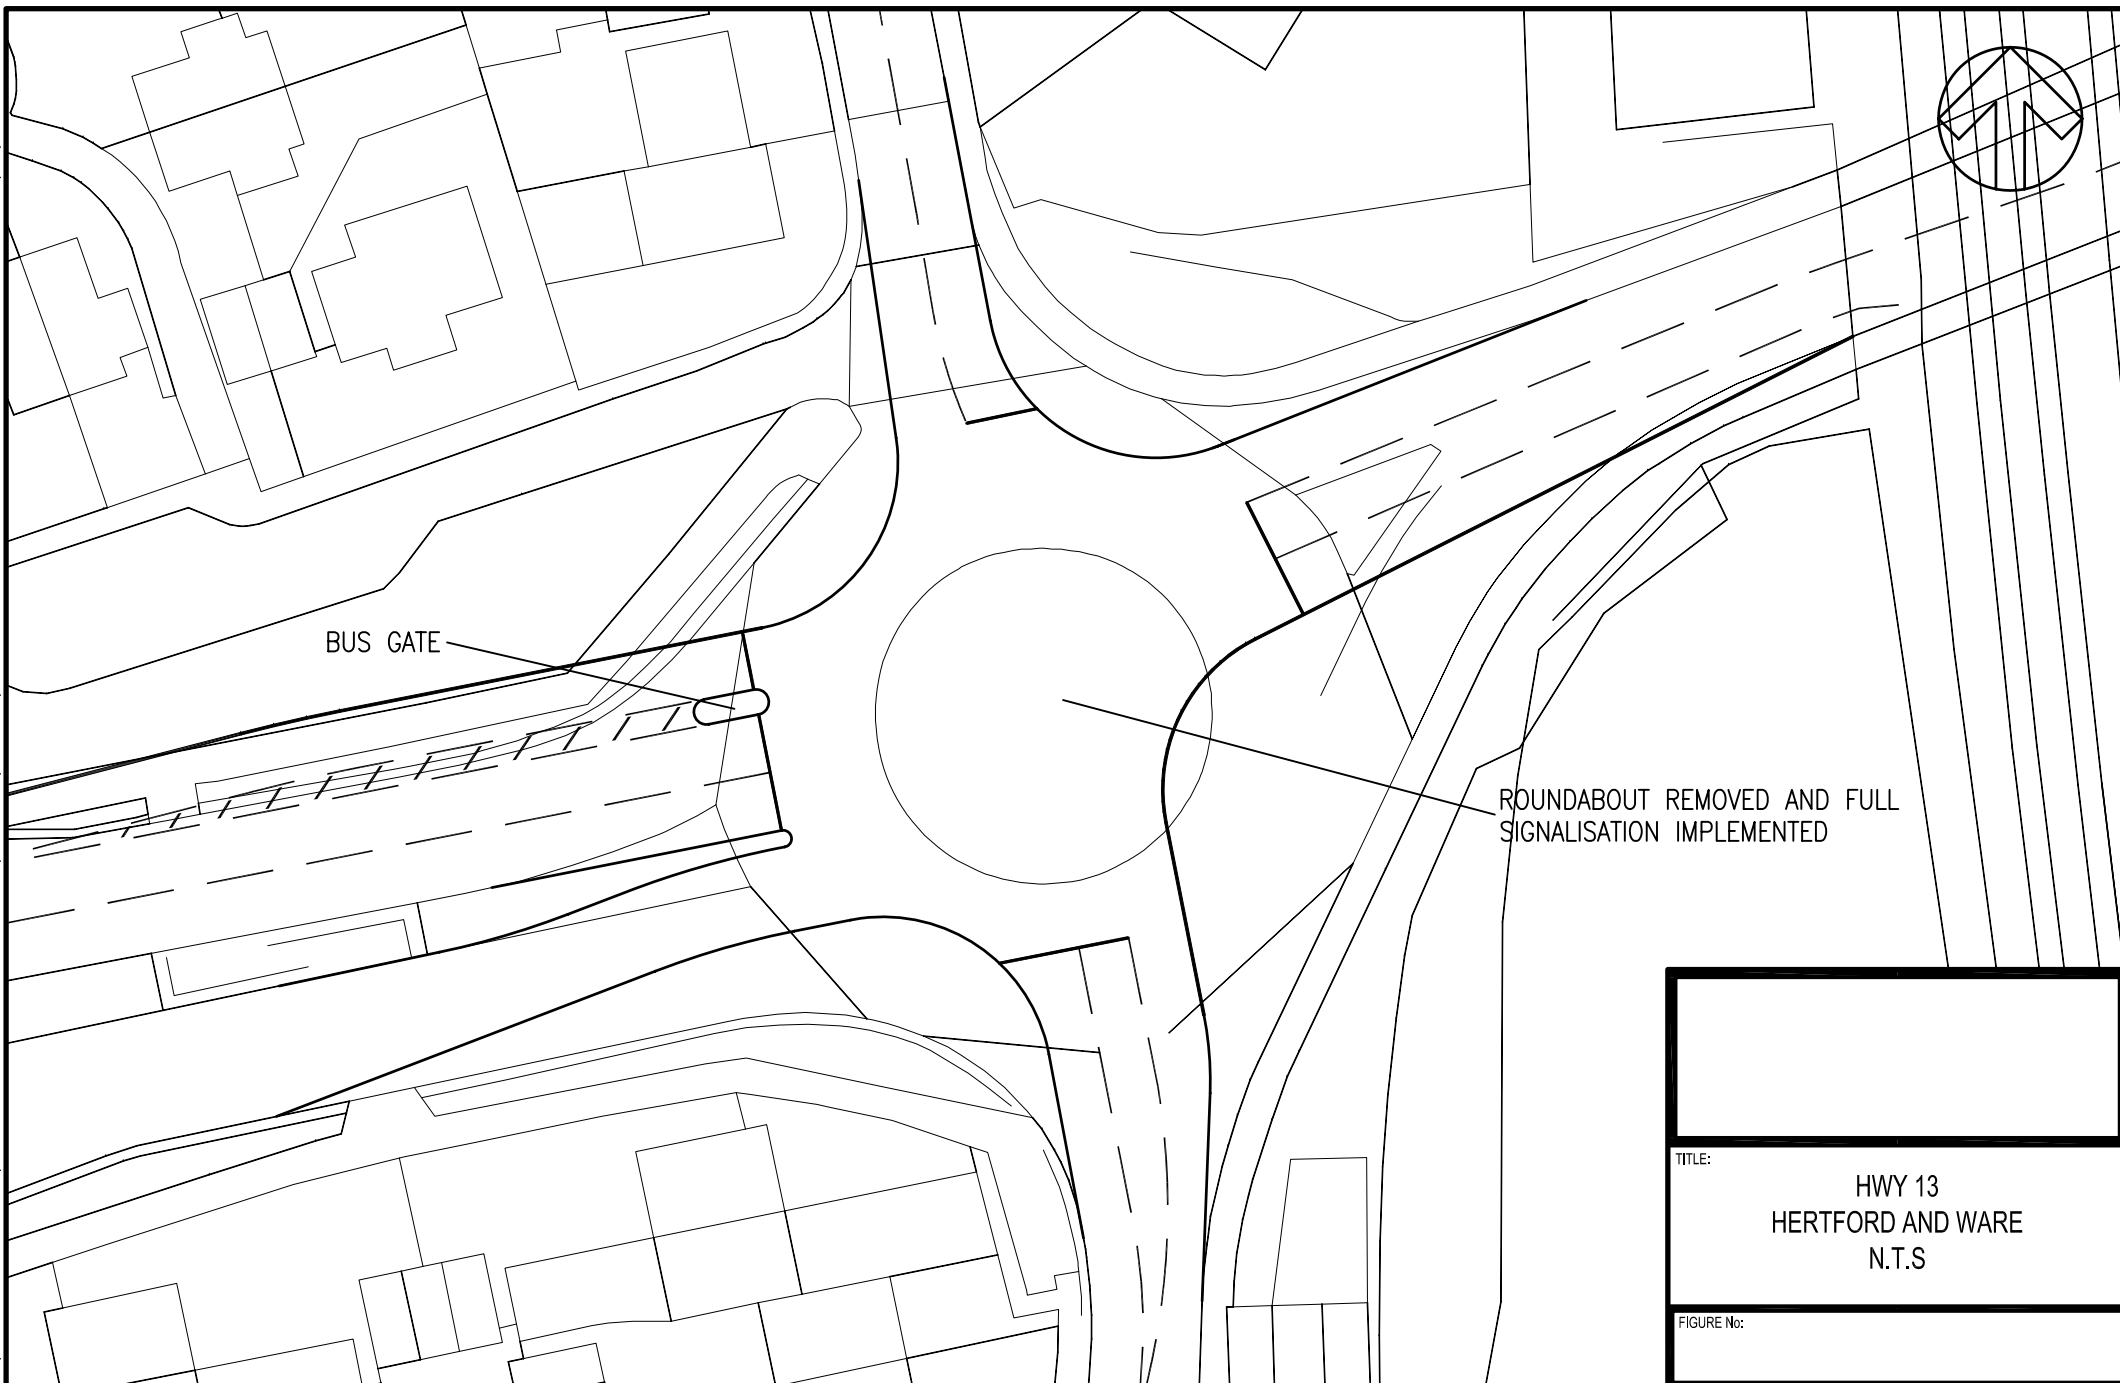 BUS GATE
ROUNDABOUT REMOVED AND FULL
SIGNALISATION IMPLEMENTED
TITLE:
HWY 13
HERTFORD AND WARE
N.T.S
FIGURE No: